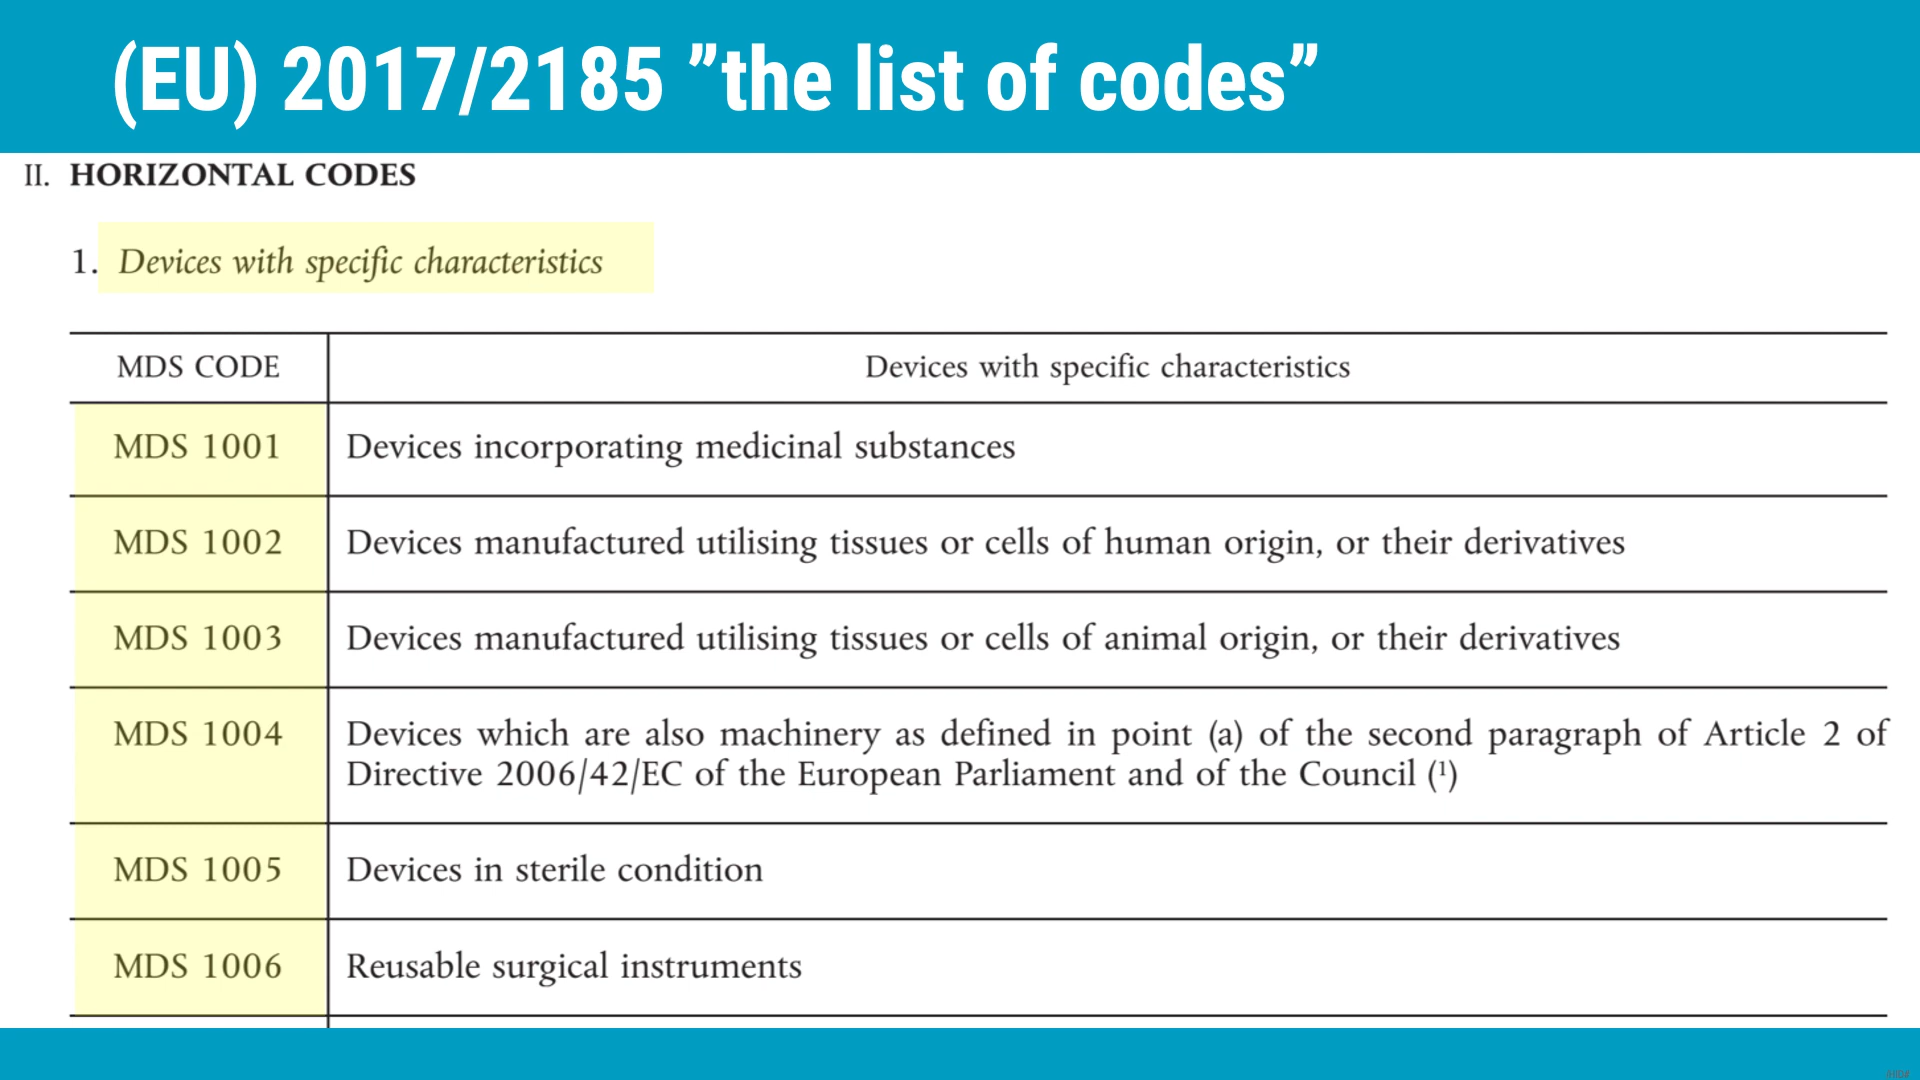 (EU) 2017/2185 ”the list of codes”
II. HORIZONTAL CODES
1. Devices with specific characteristics
MDS CODE Devices with specific characteristics
MDS 1001 Devices incorporating medicinal substances
MDS 1002 Devices manufactured utilising tissues or cells of human origin, or their derivatives
MDS 1003 Devices manufactured utilising tissues or cells of animal origin, or their derivatives
MDS 1004 Devices which are also machinery as defined in point (a) of the second paragraph of Article 2 of
Directive 2006/42/EC of the European Parliament and of the Council (¹)
MDS 1005 Devices in sterile condition
MDS 1006 Reusable surgical instruments